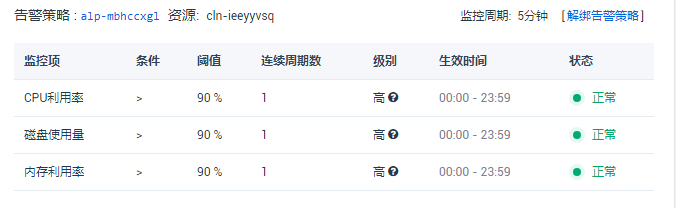 告警策略 : alp-mbhccxgl 资源: cln-ieeyyvsq 监控周期: 5分钟 [解绑告警策略]
监控项 条件 阈值 连续周期数 级别 生效时间 状态
CPU利用率 > 90 % 1 高 ? 00:00 - 23:59 正常
磁盘使用量 > 90 % 1 高 ? 00:00 - 23:59 正常
内存利用率 > 90 % 1 高 ? 00:00 - 23:59 正常